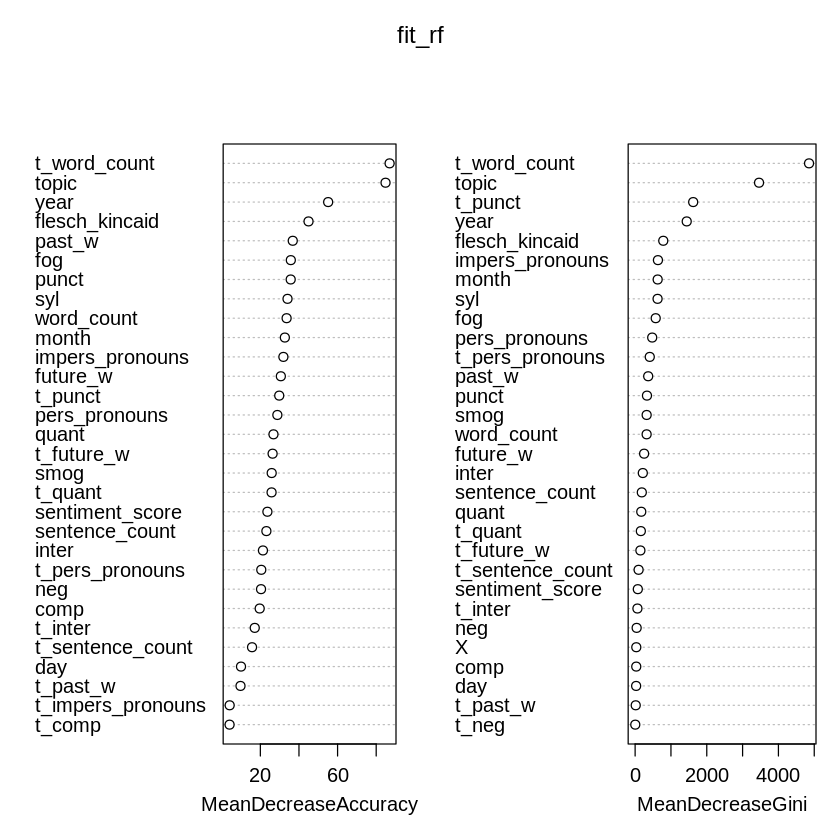 fit_rf
t_word_count
topic
year
flesch_kincaid
past_w
fog
punct
syl
word_count
month
impers_pronouns
future_w
t_punct
pers_pronouns
quant
t_future_w
smog
t_quant
sentiment_score
sentence_count
inter
t_pers_pronouns
neg
comp
t_inter
t_sentence_count
day
t_past_w
t_impers_pronouns
t_comp
20 60
MeanDecreaseAccuracy
t_word_count
topic
t_punct
year
flesch_kincaid
impers_pronouns
month
syl
fog
pers_pronouns
t_pers_pronouns
past_w
punct
smog
word_count
future_w
inter
sentence_count
quant
t_quant
t_future_w
t_sentence_count
sentiment_score
t_inter
neg
X
comp
day
t_past_w
t_neg
0 2000 4000
MeanDecreaseGini